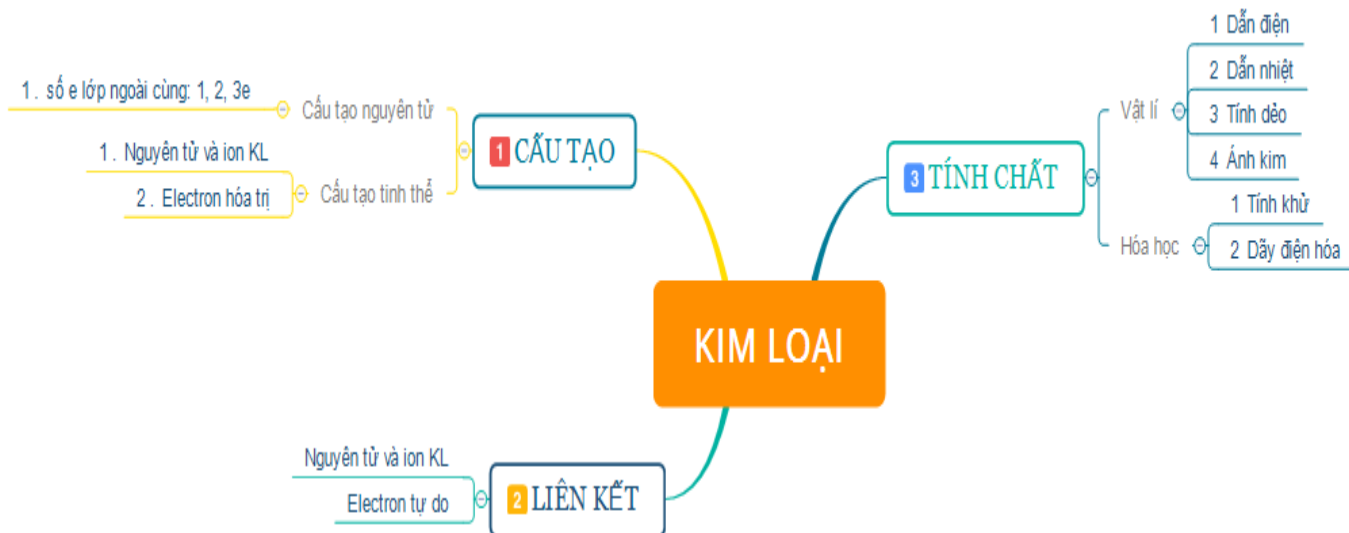 1 . số e lớp ngoài cùng: 1, 2, 3e
Cấu tạo nguyên tử
1 . Nguyên tử và ion KL
2 . Electron hóa trị
Cấu tạo tinh thể
1 CẤU TẠO
KIM LOẠI
Nguyên tử và ion KL
Electron tự do
2 LIÊN KẾT
3 TÍNH CHẤT
Vật lí
1 Dẫn điện
2 Dẫn nhiệt
3 Tính dẻo
4 Ánh kim
Hóa học
1 Tính khử
2 Dãy điện hóa